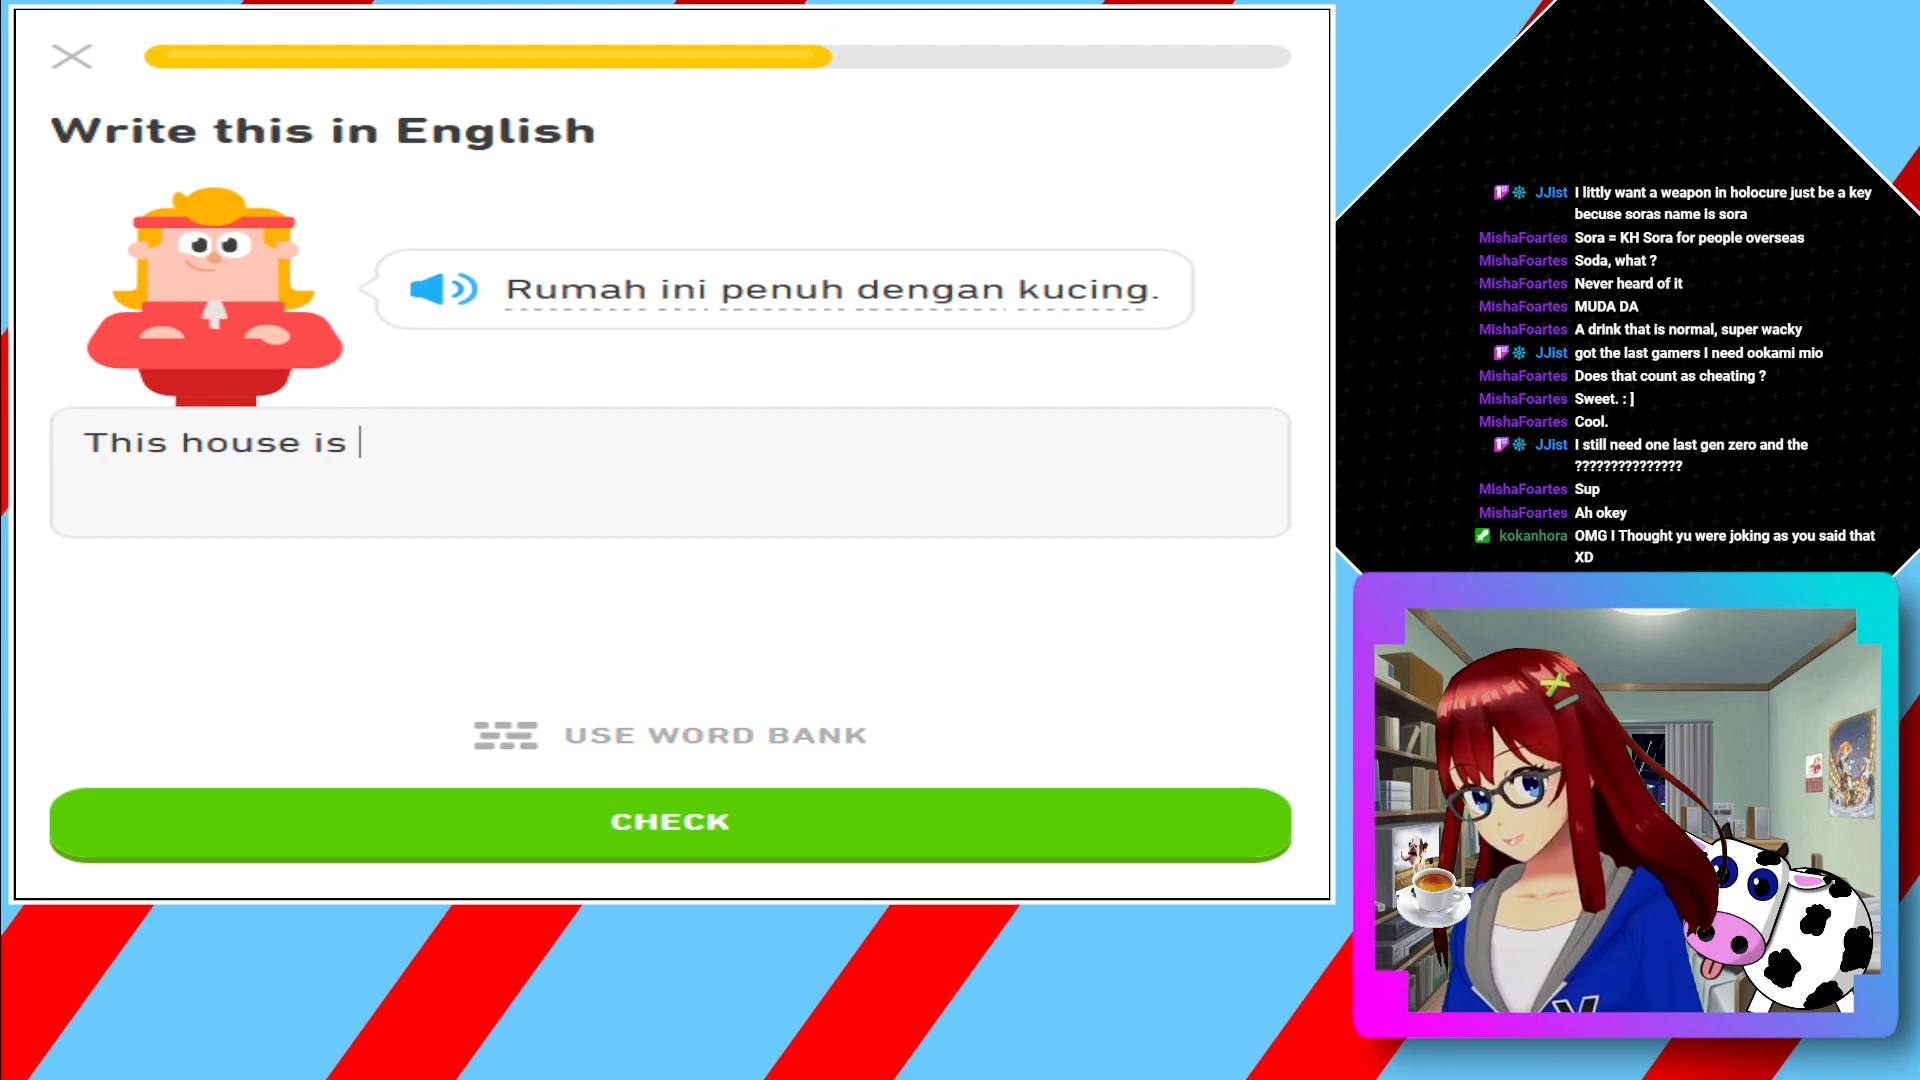 Write this in English
Rumah ini penuh dengan kucing.
This house is
USE WORD BANK
CHECK
JJist I littly want a weapon in holocure just be a key
becuse soras name is sora
MishaFoartes Sora = KH Sora for people overseas
MishaFoartes Soda, what ?
MishaFoartes Never heard of it
MishaFoartes MUDA DA
MishaFoartes A drink that is normal, super wacky
JJist got the last gamers I need ookami mio
MishaFoartes Does that count as cheating ?
MishaFoartes Sweet. : ]
MishaFoartes Cool.
JJist I still need one last gen zero and the
???????????????
MishaFoartes Sup
MishaFoartes Ah okey
kokanhora OMG I Thought yu were joking as you said that
XD